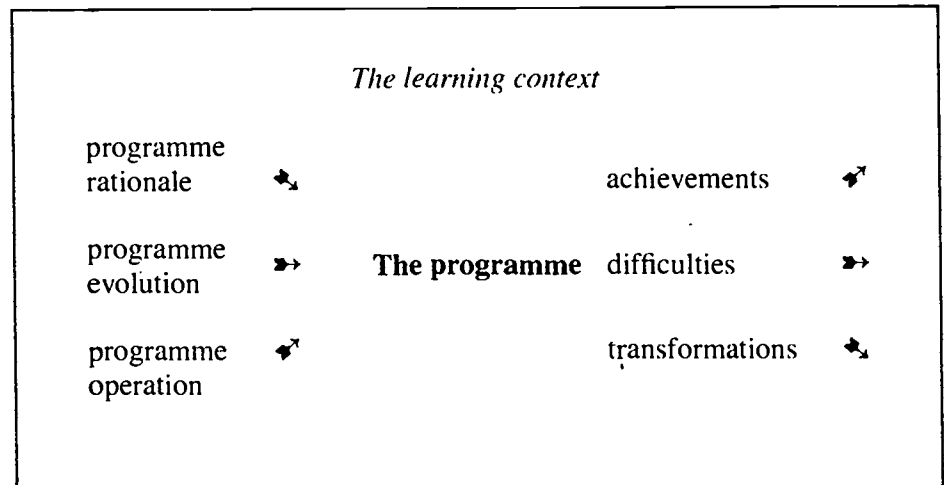 The learning context
programme
rationale
achievements
programme
evolution
The programme
difficulties
programme
operation
transformations